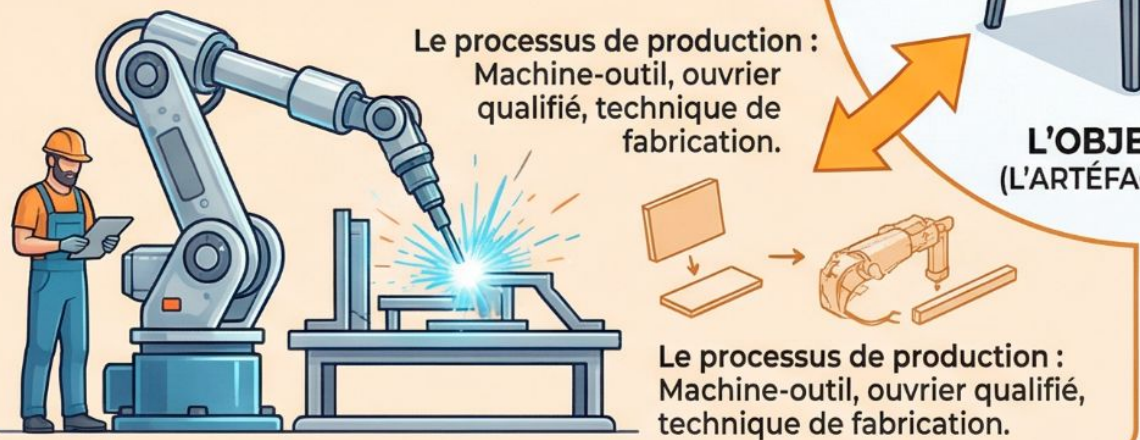 Le processus de production :
Machine-outil, ouvrier
qualifié, technique de
fabrication.
L'OBJE
(L'ARTÉFA
Le processus de production :
Machine-outil, ouvrier qualifié,
technique de fabrication.